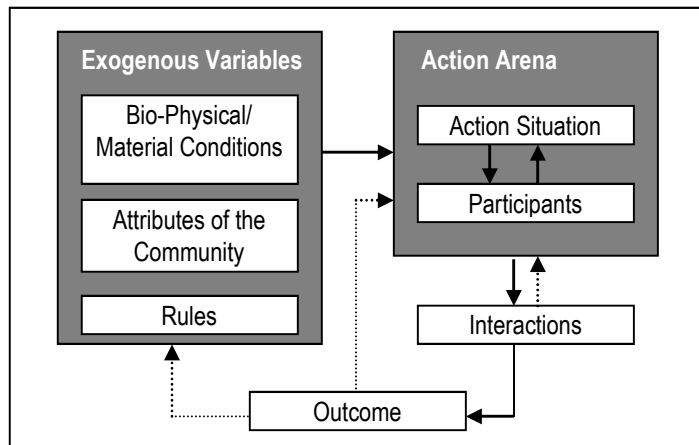 Exogenous Variables
Bio-Physical/
Material Conditions
Attributes of the
Community
Rules
Action Arena
Action Situation
Participants
Interactions
Outcome